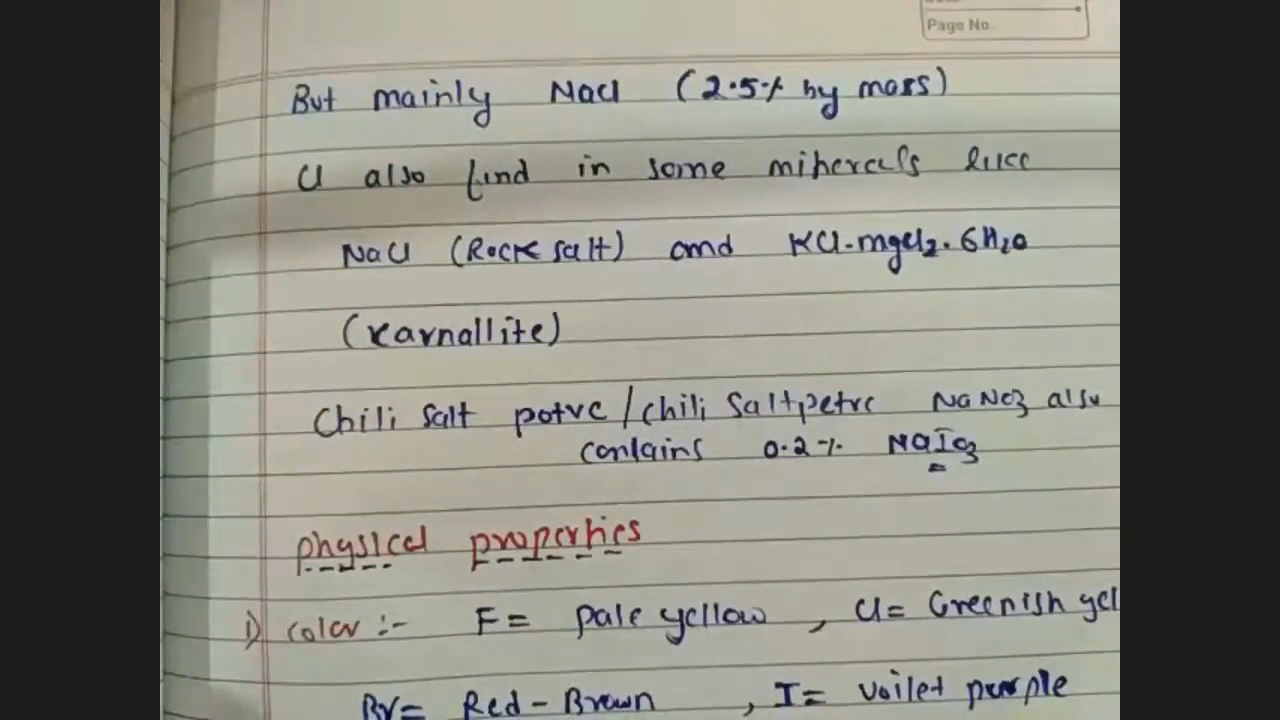 Page No.
But mainly NaCl (2.5% by mass)
Cl also find in some minerals like
NaCl (Rock salt) and KCl.mgcl2.6H2O
(Karnallite)
Chili salt potre/chili saltpetre NaNO3 also
contains 0.2% NaIO3
physical properties
1) color :- F= pale yellow , Cl= Greenish yel
Br= Red-Brown , I= voilet purple